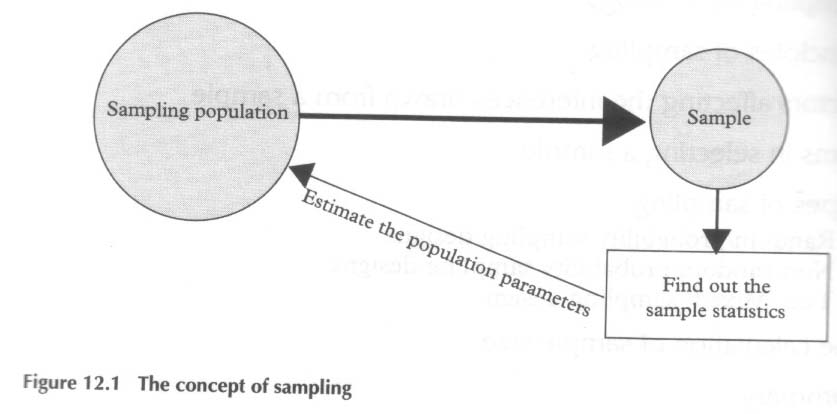 Sampling population
Sample
Estimate the population parameters
Find out the
sample statistics
Figure 12.1 The concept of sampling